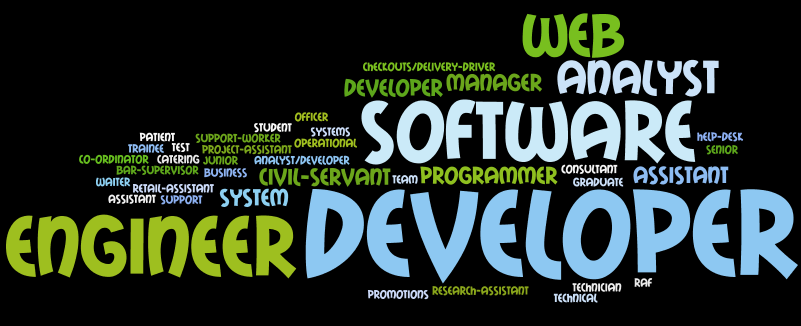 WEB
CHECKOUTS/DELIVERY-DRIVER
ANALYST
DEVELOPER
MANAGER
OFFICER
STUDENT
SYSTEMS
SOFTWARE
PATIENT
SUPPORT-WORKER
OPERATIONAL
HELP-DESK
TRAINEE
TEST
PROJECT-ASSISTANT
SENIOR
CO-ORDINATOR
CATERING
JUNIOR
ANALYST/DEVELOPER
BAR-SUPERVISOR
BUSINESS
CIVIL-SERVANT
TEAM
PROGRAMMER
CONSULTANT
GRADUATE
ASSISTANT
WAITER
RETAIL-ASSISTANT
ASSISTANT
SUPPORT
SYSTEM
ENGINEER
DEVELOPER
PROMOTIONS
RESEARCH-ASSISTANT
TECHNICIAN
TECHNICAL
RAF